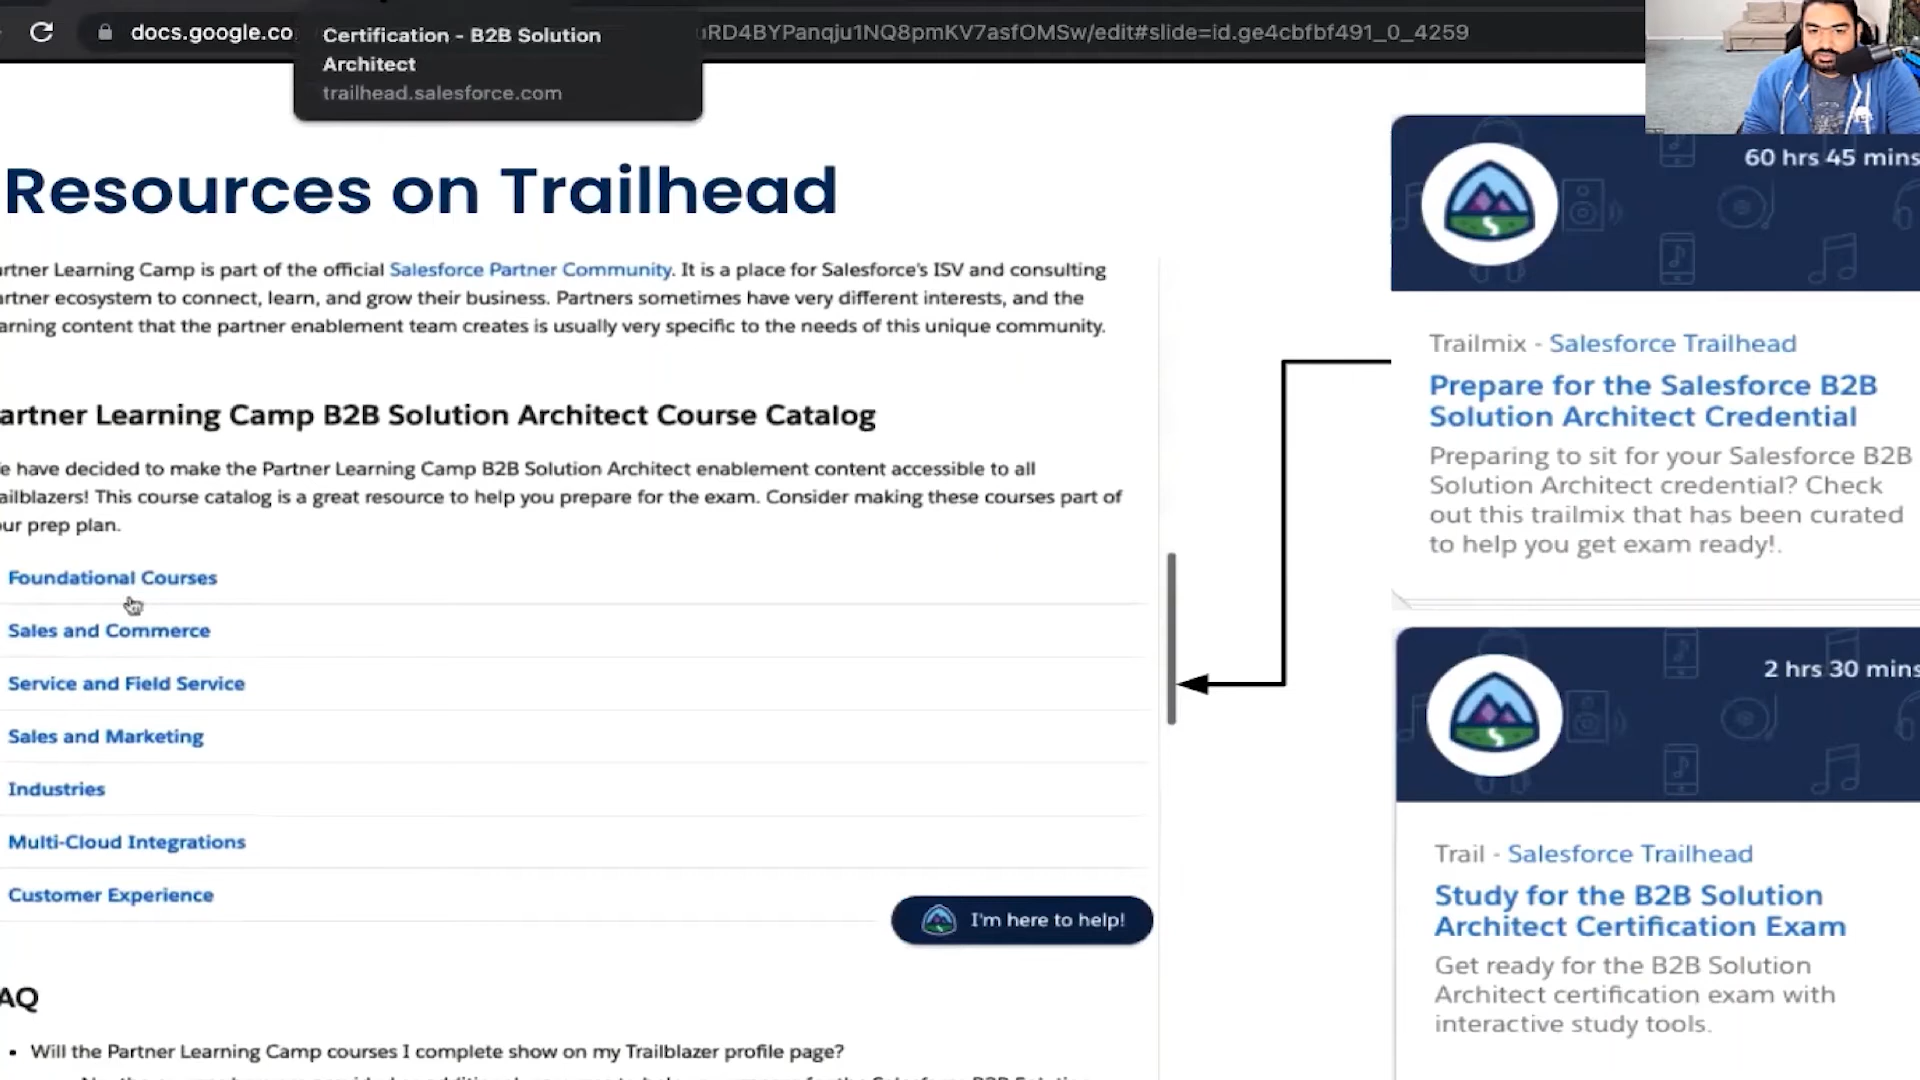 docs.google.co
Certification - B2B Solution
Architect
trailhead.salesforce.com
RD4BYPanqju1NQ8pmKV7asfOMSw/edit#slide=id.ge4cbfbf491_0_4259
Resources on Trailhead
rtner Learning Camp is part of the official Salesforce Partner Community. It is a place for Salesforce's ISV and consulting
artner ecosystem to connect, learn, and grow their business. Partners sometimes have very different interests, and the
arning content that the partner enablement team creates is usually very specific to the needs of this unique community.
artner Learning Camp B2B Solution Architect Course Catalog
e have decided to make the Partner Learning Camp B2B Solution Architect enablement content accessible to all
ailblazers! This course catalog is a great resource to help you prepare for the exam. Consider making these courses part of
ur prep plan.
Foundational Courses
Sales and Commerce
Service and Field Service
Sales and Marketing
Industries
Multi-Cloud Integrations
Customer Experience
I'm here to help!
AQ
• Will the Partner Learning Camp courses I complete show on my Trailblazer profile page?
60 hrs 45 mins
Trailmix - Salesforce Trailhead
Prepare for the Salesforce B2B
Solution Architect Credential
Preparing to sit for your Salesforce B2B
Solution Architect credential? Check
out this trailmix that has been curated
to help you get exam ready!.
2 hrs 30 mins
Trail - Salesforce Trailhead
Study for the B2B Solution
Architect Certification Exam
Get ready for the B2B Solution
Architect certification exam with
interactive study tools.